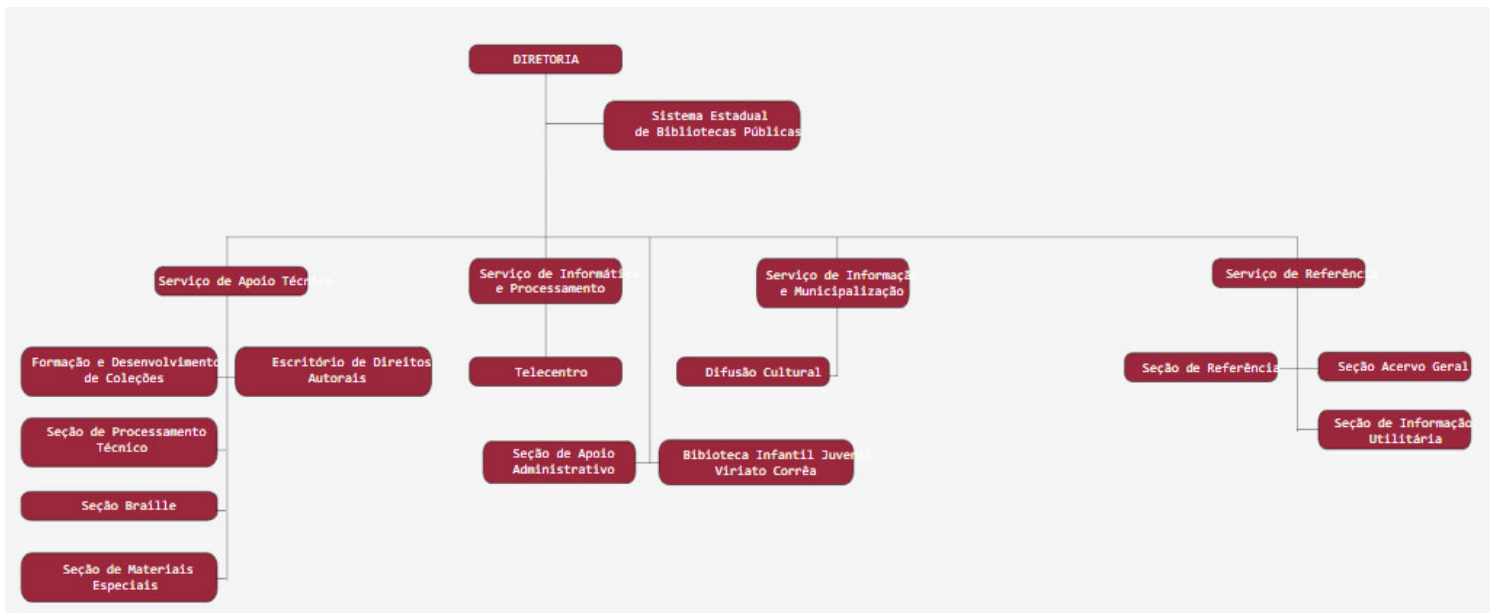 DIRETORIA
Sistema Estadual
de Bibliotecas Públicas
Serviço de Apoio Técnico
Serviço de Informática
e Processamento
Serviço de Informação
e Municipalização
Serviço de Referência
Formação e Desenvolvimento
de Coleções
Escritório de Direitos
Autorais
Telecentro
Difusão Cultural
Seção de Referência
Seção Acervo Geral
Seção de Processamento
Técnico
Seção de Apoio
Administrativo
Bibioteca Infantil Juvenil
Viriato Corrêa
Seção de Informação
Utilitária
Seção Braille
Seção de Materiais
Especiais